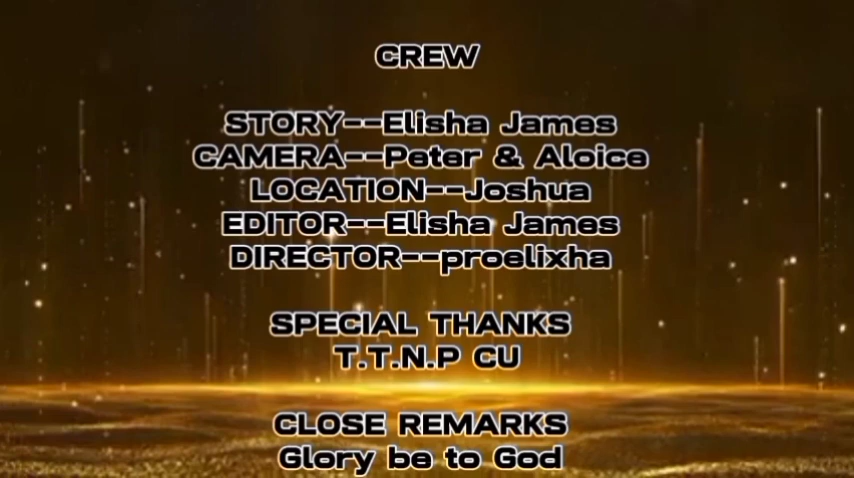 CREW
STORY--Elisha James
CAMERA--Peter & Aloice
LOCATION--Joshua
EDITOR--Elisha James
DIRECTOR--proelixha
SPECIAL THANKS
T.T.N.P CU
CLOSE REMARKS
Glory be to God